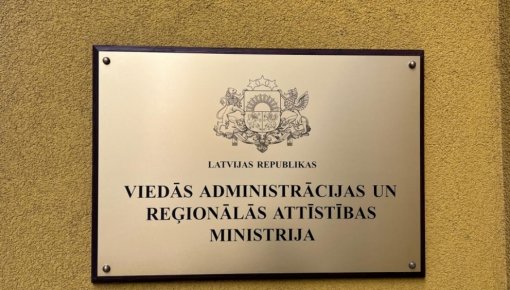 LATVIJAS REPUBLIKAS
VIEDĀS ADMINISTRĀCIJAS UN
REĢIONĀLĀS ATTĪSTĪBAS
MINISTRIJA